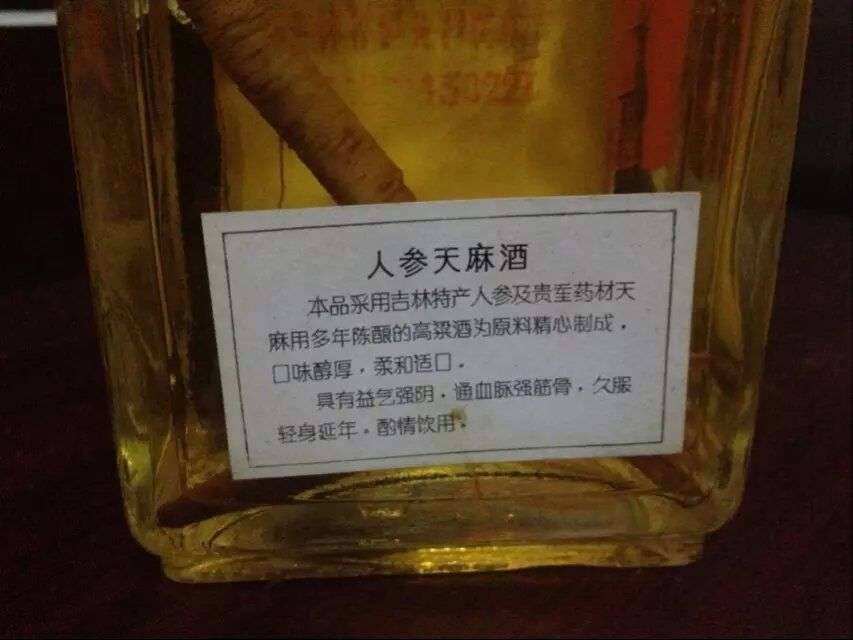 人参天麻酒
本品采用吉林特产人参及贵重药材天
麻用多年陈酿的高粱酒为原料精心制成，
口味醇厚，柔和适口。
具有益气强阴，通血脉强筋骨，久服
轻身延年，酌情饮用。